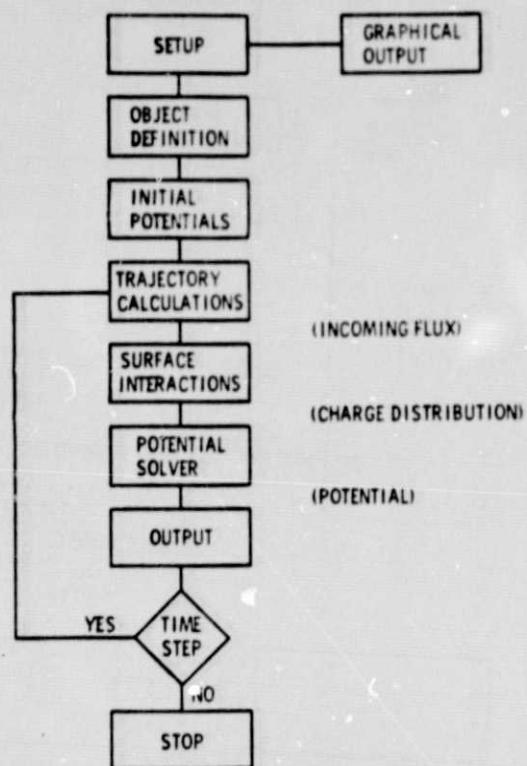 SETUP
GRAPHICAL
OUTPUT
OBJECT
DEFINITION
INITIAL
POTENTIALS
TRAJECTORY
CALCULATIONS
(INCOMING FLUX)
SURFACE
INTERACTIONS
(CHARGE DISTRIBUTION)
POTENTIAL
SOLVER
(POTENTIAL)
OUTPUT
YES
TIME
STEP
NO
STOP